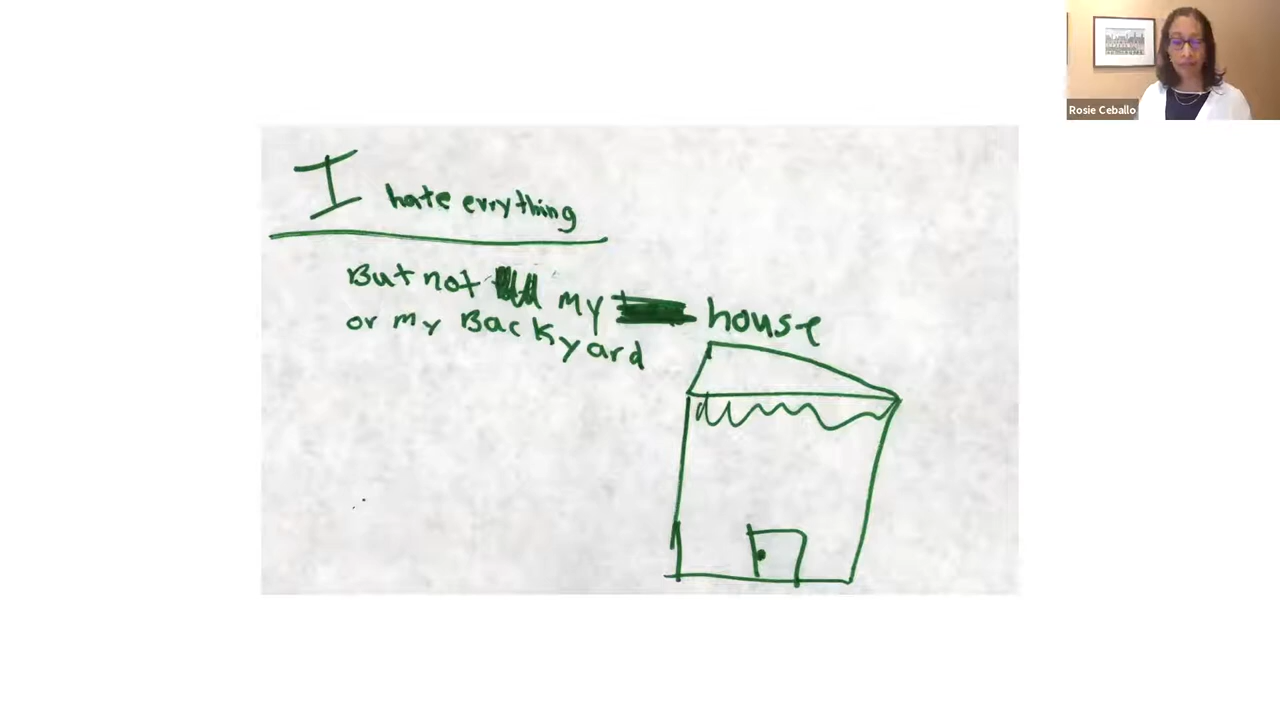 Rosie Ceballo
I hate evrything
But not my house
or my Backyard